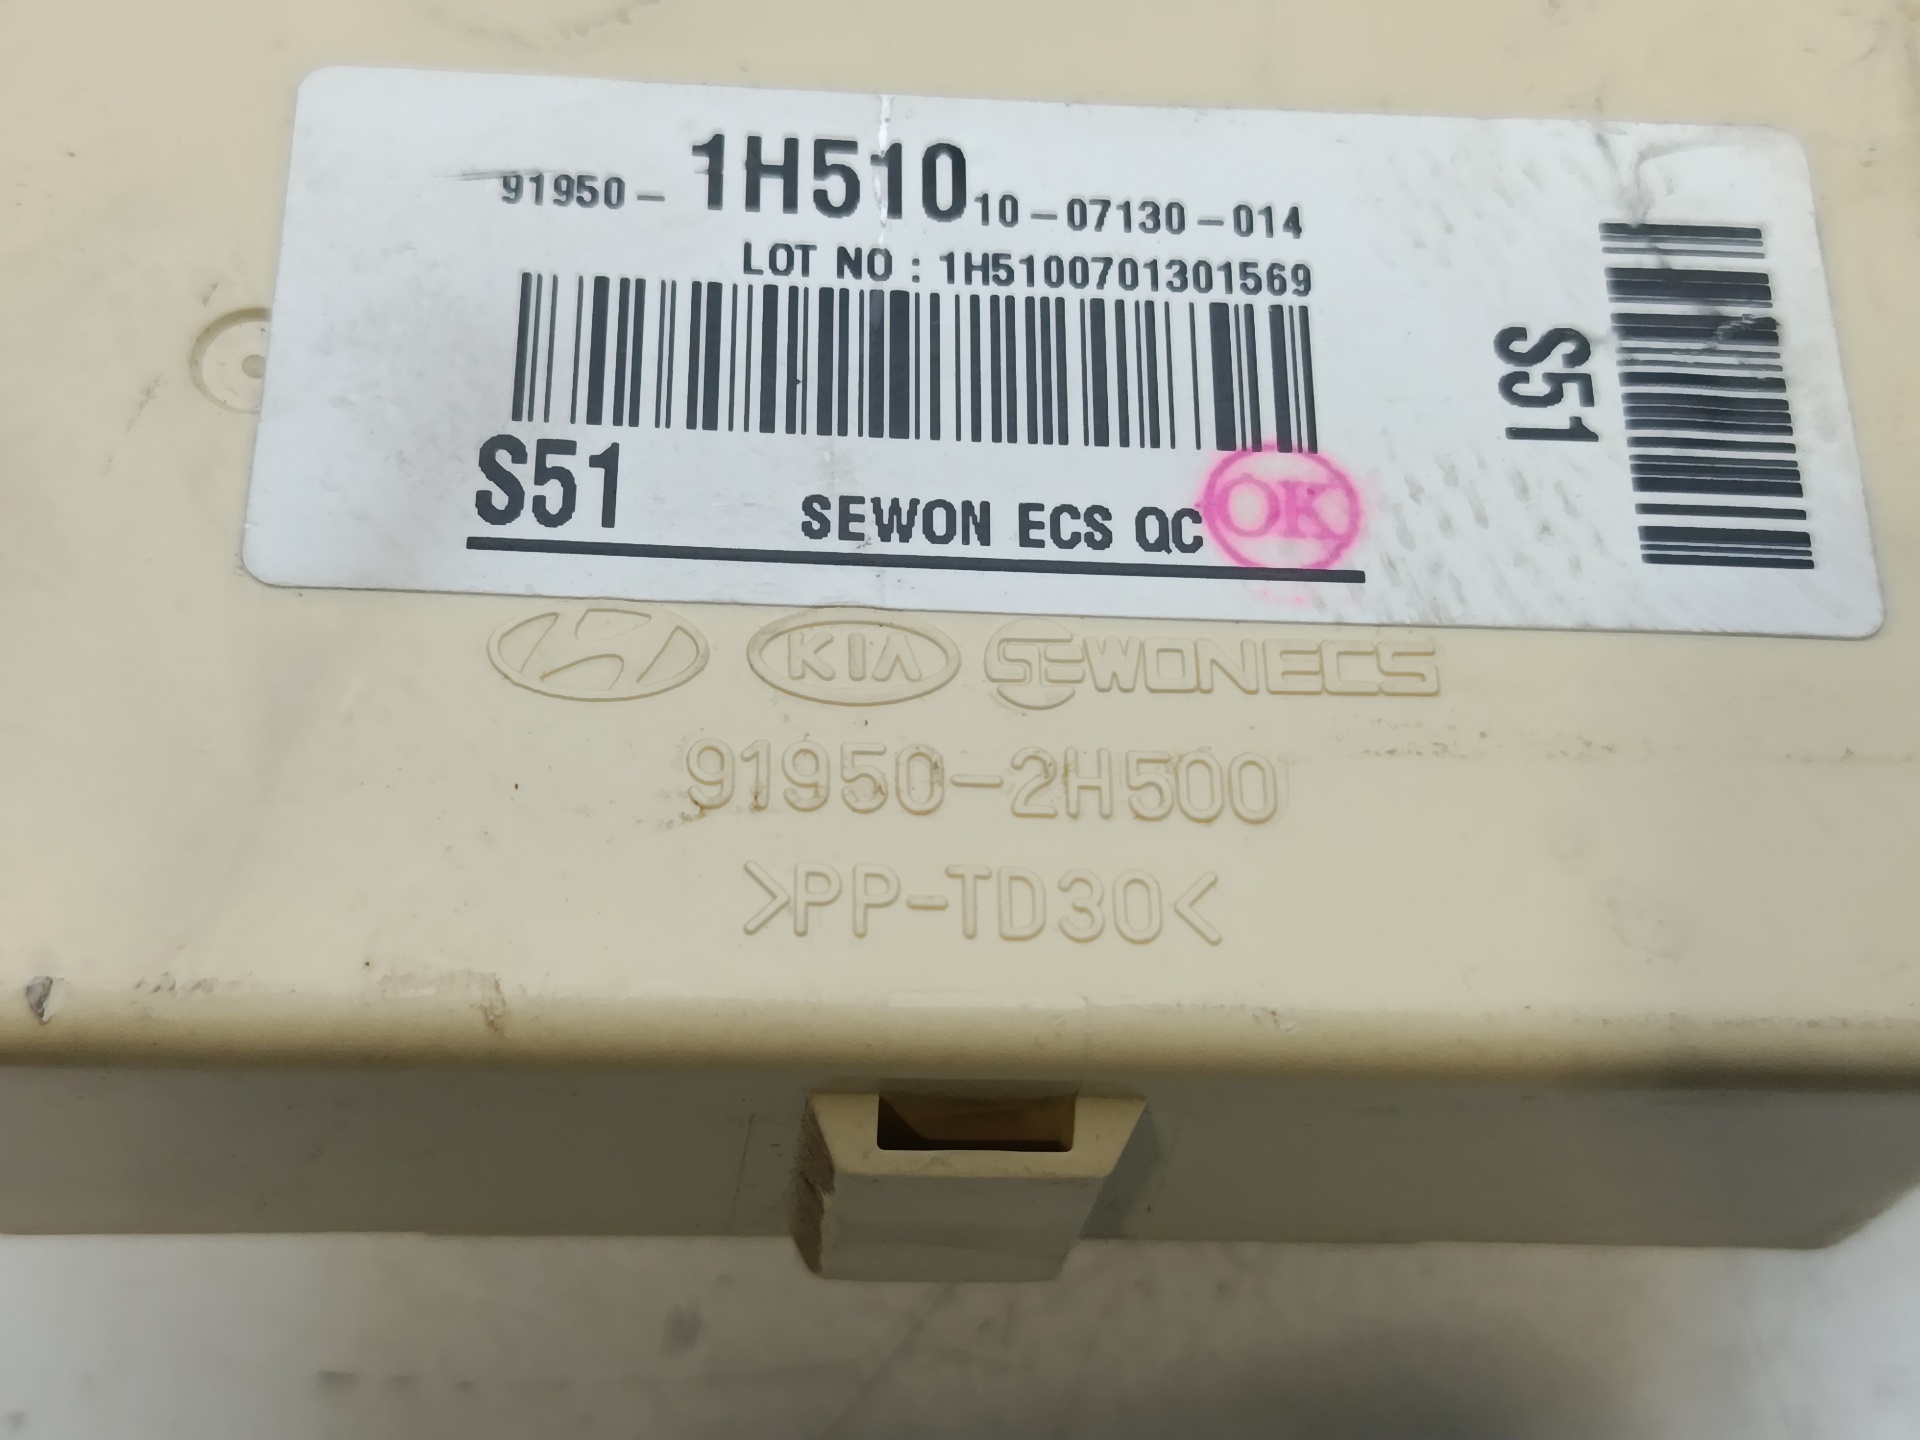 91950-1H510 10-07130-014
LOT NO : 1H5100701301569
S51
S51 SEWON ECS QC OK
KIA SEWONECS
91950-2H500
>PP-TD30<